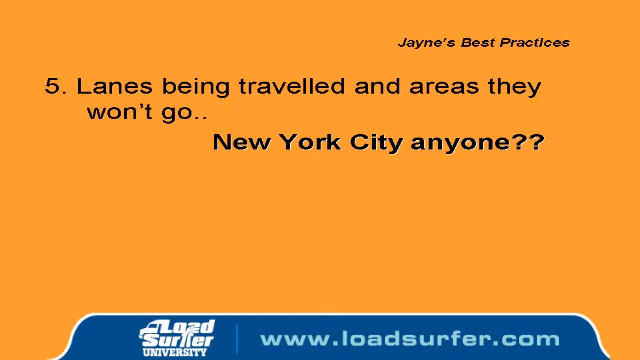 Jayne's Best Practices
5. Lanes being travelled and areas they
won't go..
New York City anyone??
Load
Surfer
UNIVERSITY
www.loadsurfer.com